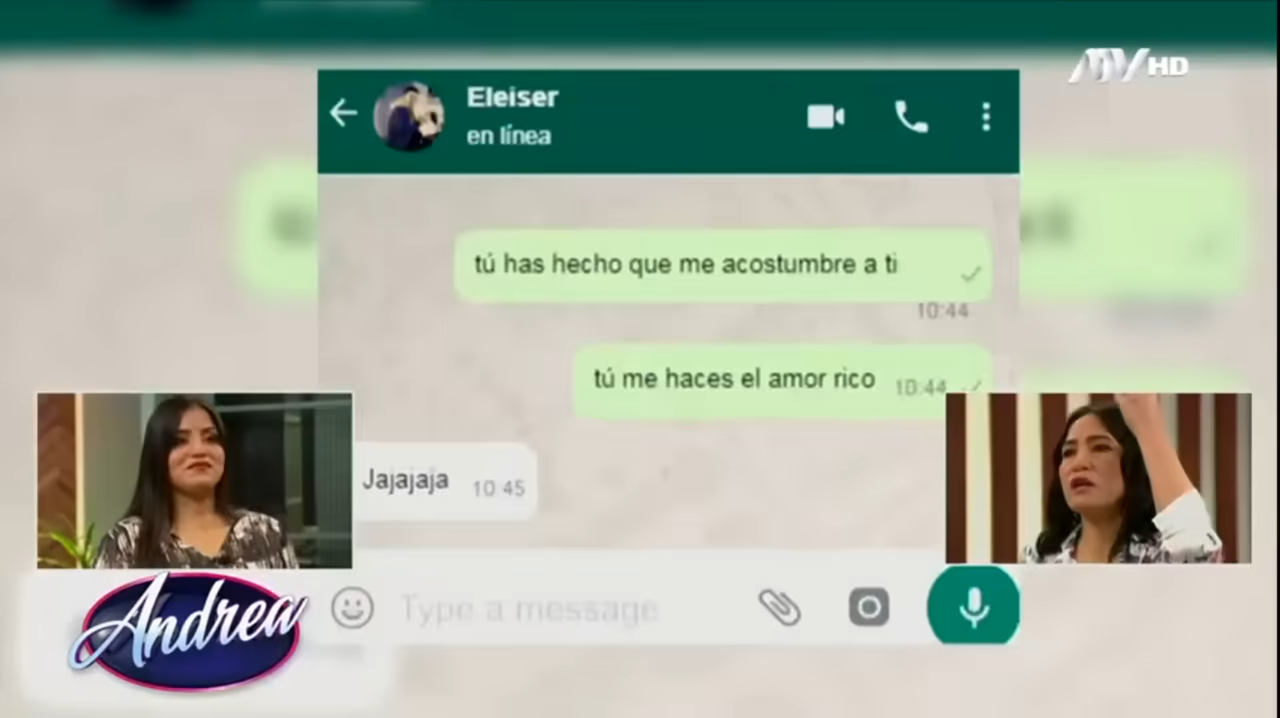 ATV HD
Eleiser
en línea
tú has hecho que me acostumbre a ti
10:44
tú me haces el amor rico 10:44
Jajajaja 10:45
Type a message
Andrea